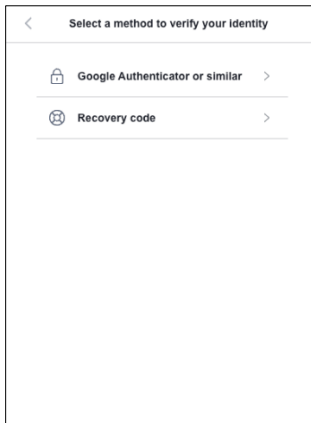 Select a method to verify your identity
Google Authenticator or similar
Recovery code